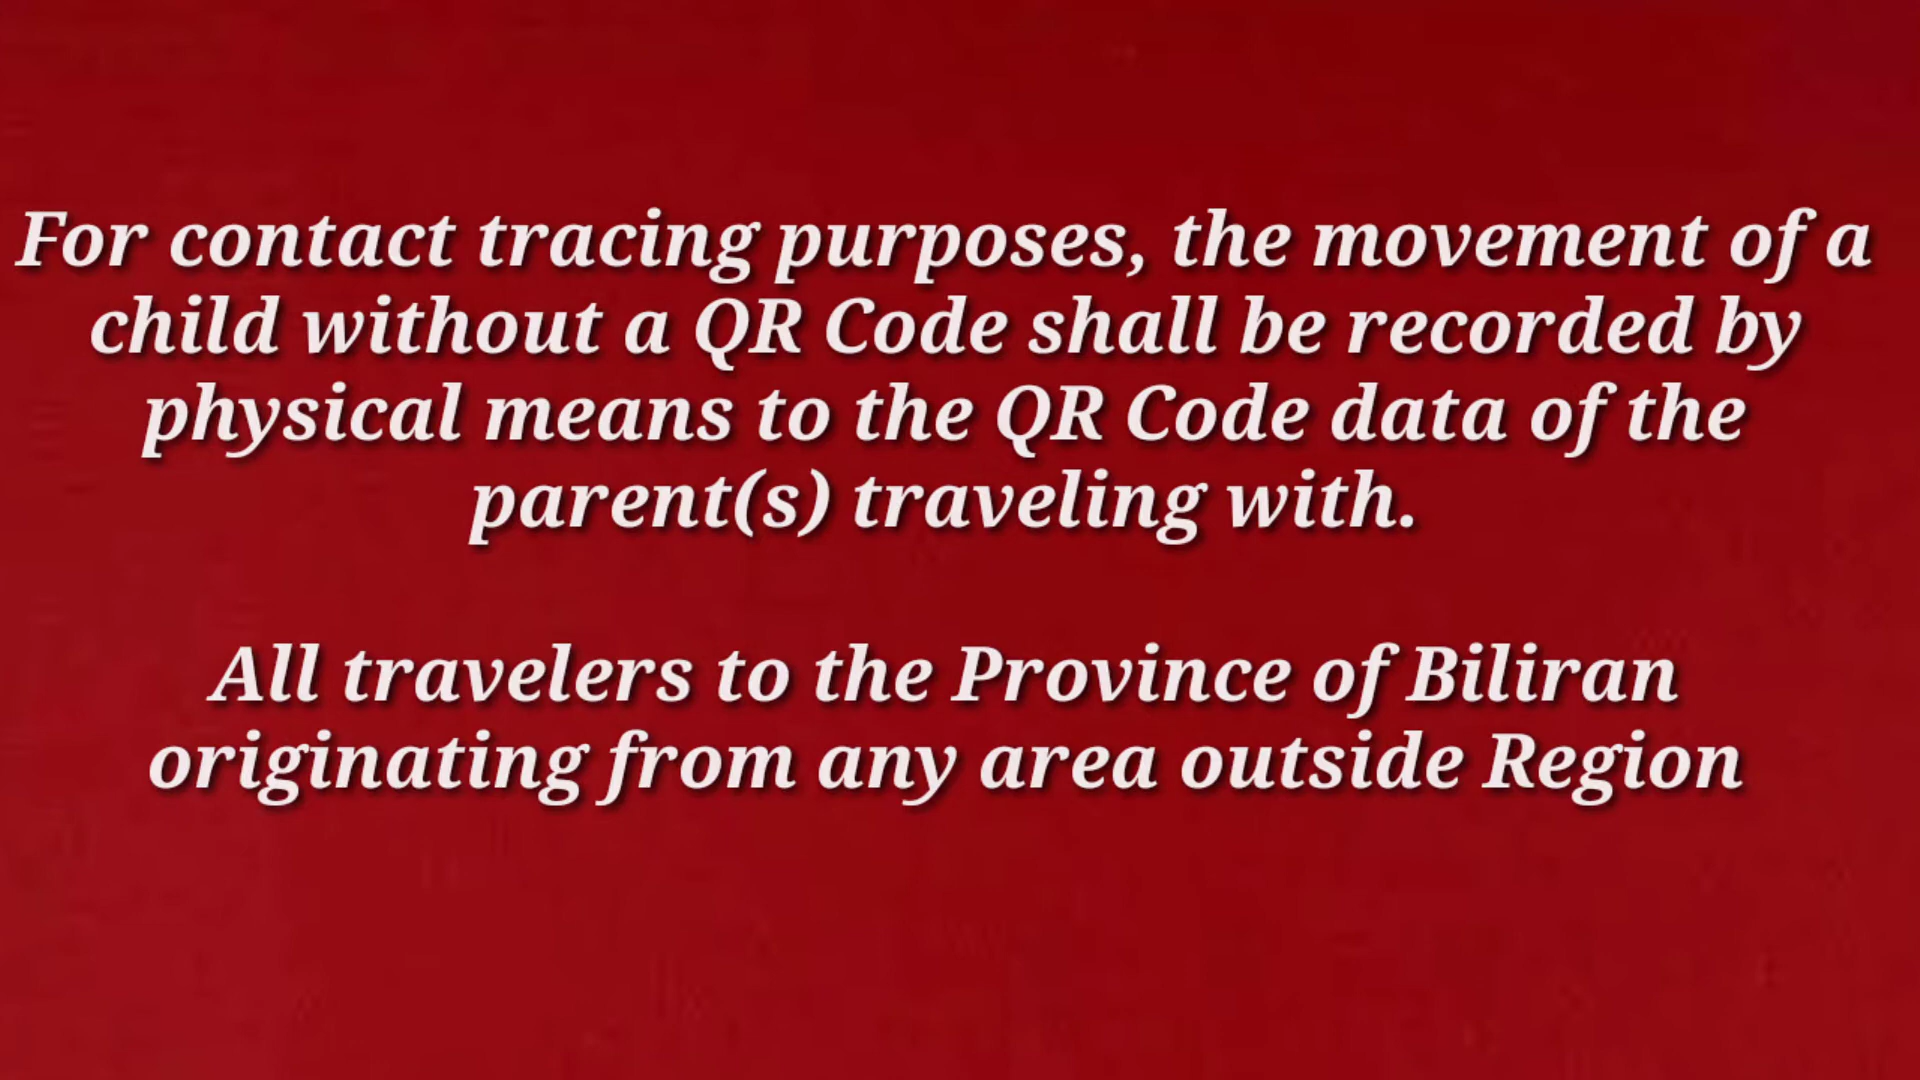 For contact tracing purposes, the movement of a
child without a QR Code shall be recorded by
physical means to the QR Code data of the
parent(s) traveling with.
All travelers to the Province of Biliran
originating from any area outside Region